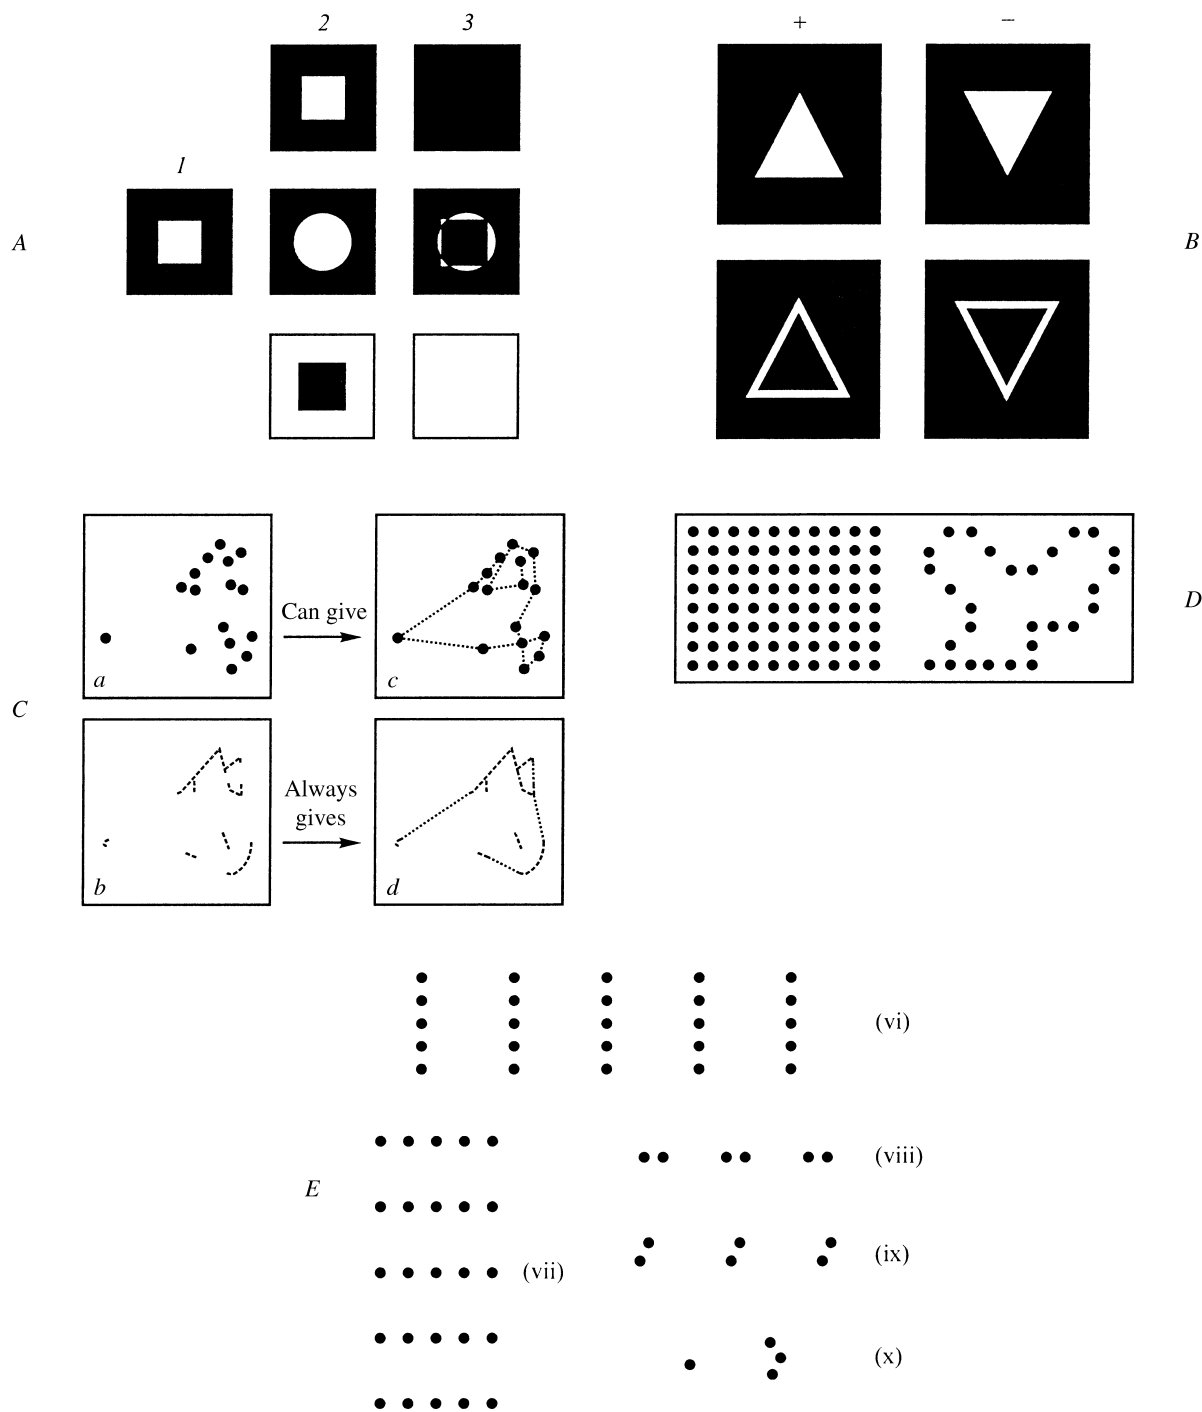 2 3 + −
1
A B
Can give
a c D
C
Always
gives
b d
(vi)
(viii)
E
(ix)
(vii)
(x)